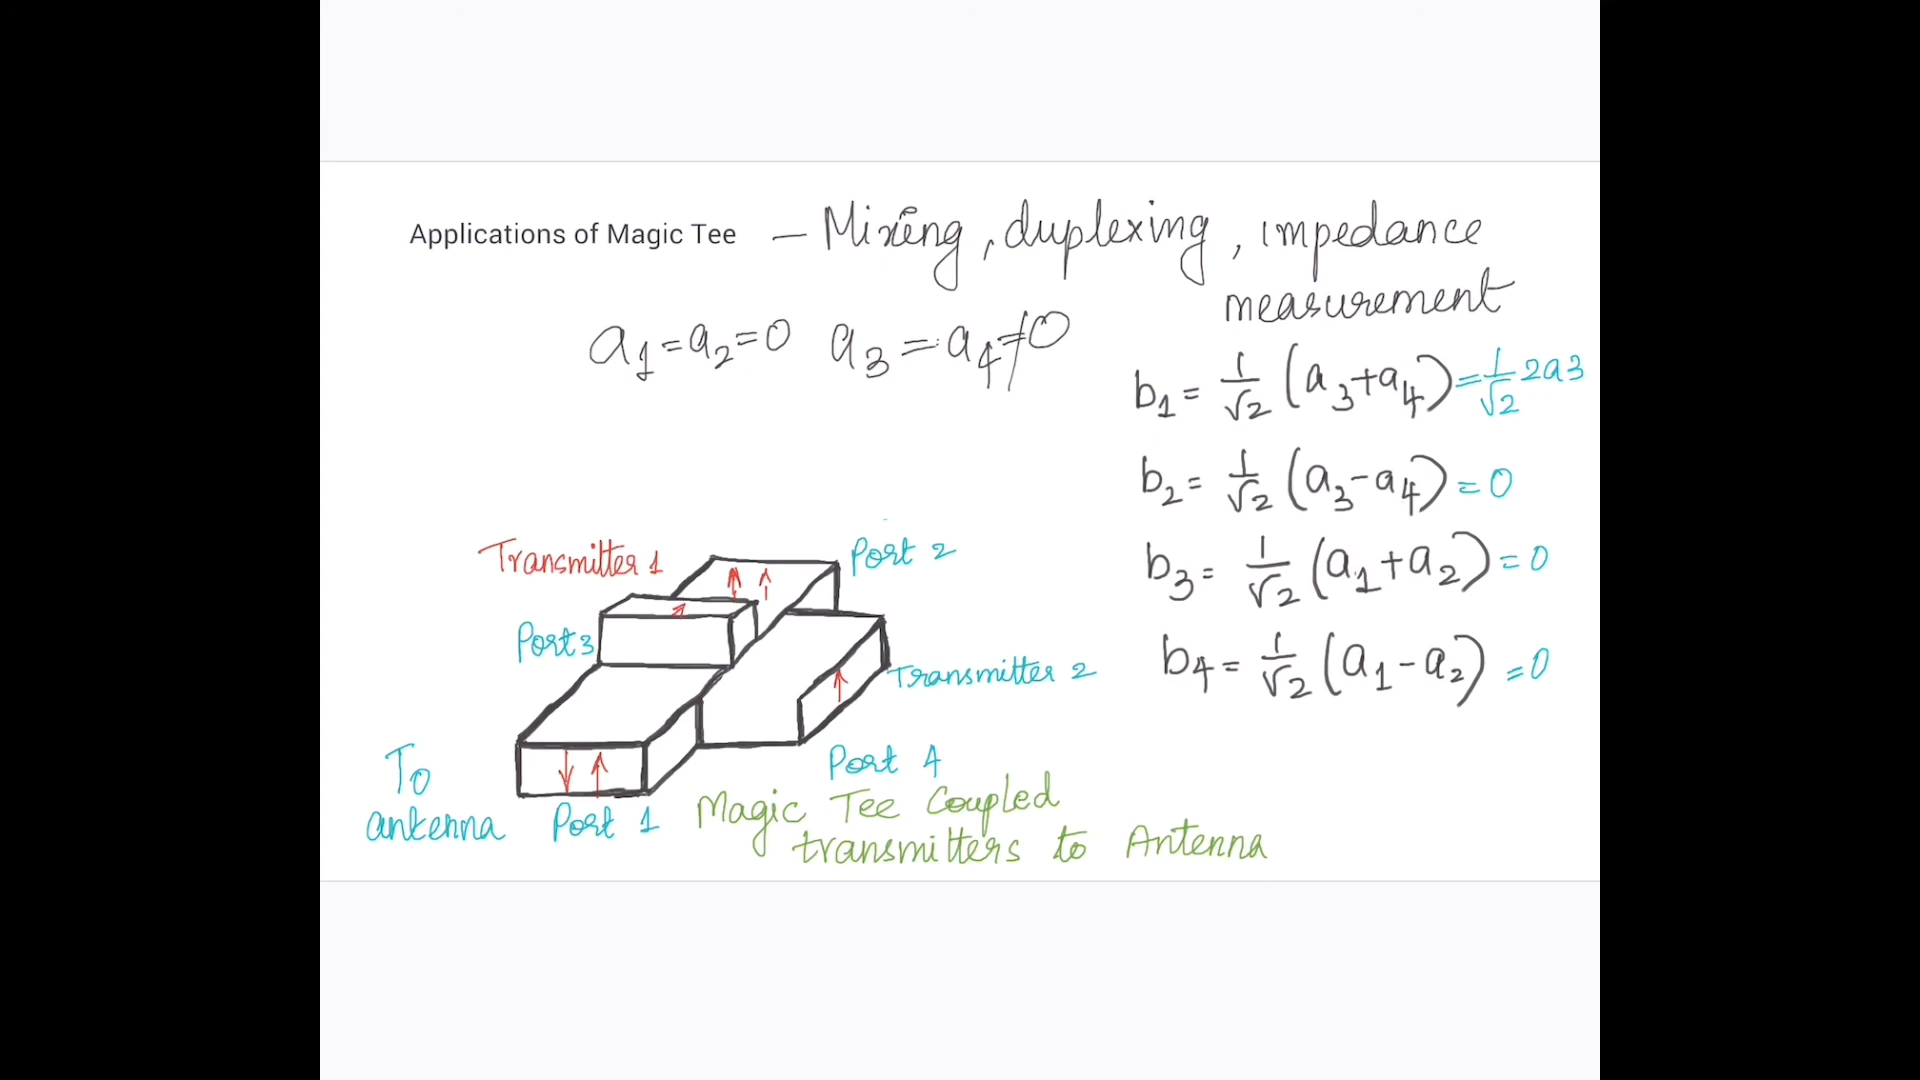 Applications of Magic Tee — Mixing, duplexing, impedance
measurement
a1=a2=0 a3=a4≠0
b1= 1/√2 (a3+a4)=1/√2 2a3
b2= 1/√2 (a3-a4)=0
b3= 1/√2 (a1+a2)=0
b4= 1/√2 (a1-a2)=0
Transmitter 1
Port 2
Port3
Transmitter 2
To
antenna
Port 1
Port 4
Magic Tee Coupled
transmitters to Antenna